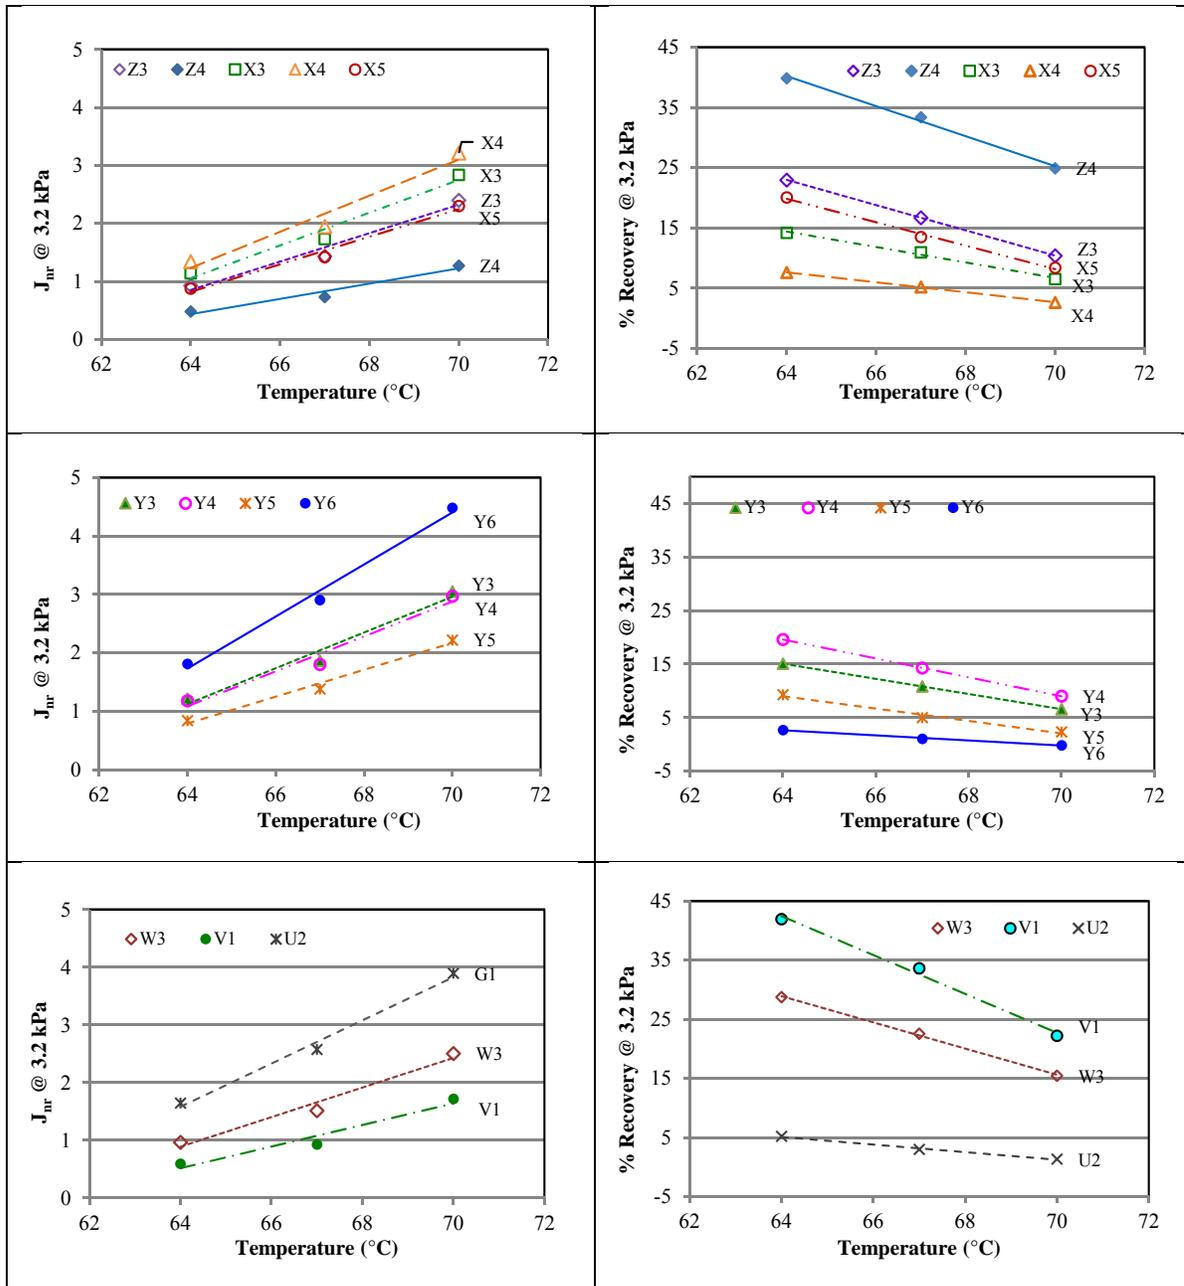 5
Z3 Z4 X3 X4 X5
4
3
2
1
0
62 64 66 68 70 72
X4
X3
Z3
X5
Z4
Jnr @ 3.2 kPa
Temperature (°C)
45
Z3 Z4 X3 X4 X5
35
25
15
5
-5
62 64 66 68 70 72
Z4
Z3
X5
X3
X4
% Recovery @ 3.2 kPa
Temperature (°C)
5
Y3 Y4 Y5 Y6
4
3
2
1
0
62 64 66 68 70 72
Y6
Y3
Y4
Y5
Jnr @ 3.2 kPa
Temperature (°C)
45
Y3 Y4 Y5 Y6
35
25
15
5
-5
62 64 66 68 70 72
Y4
Y3
Y5
Y6
% Recovery @ 3.2 kPa
Temperature (°C)
5
W3 V1 U2
4
3
2
1
0
62 64 66 68 70 72
G1
W3
V1
Jnr @ 3.2 kPa
Temperature (°C)
45
W3 V1 U2
35
25
15
5
-5
62 64 66 68 70 72
V1
W3
U2
% Recovery @ 3.2 kPa
Temperature (°C)